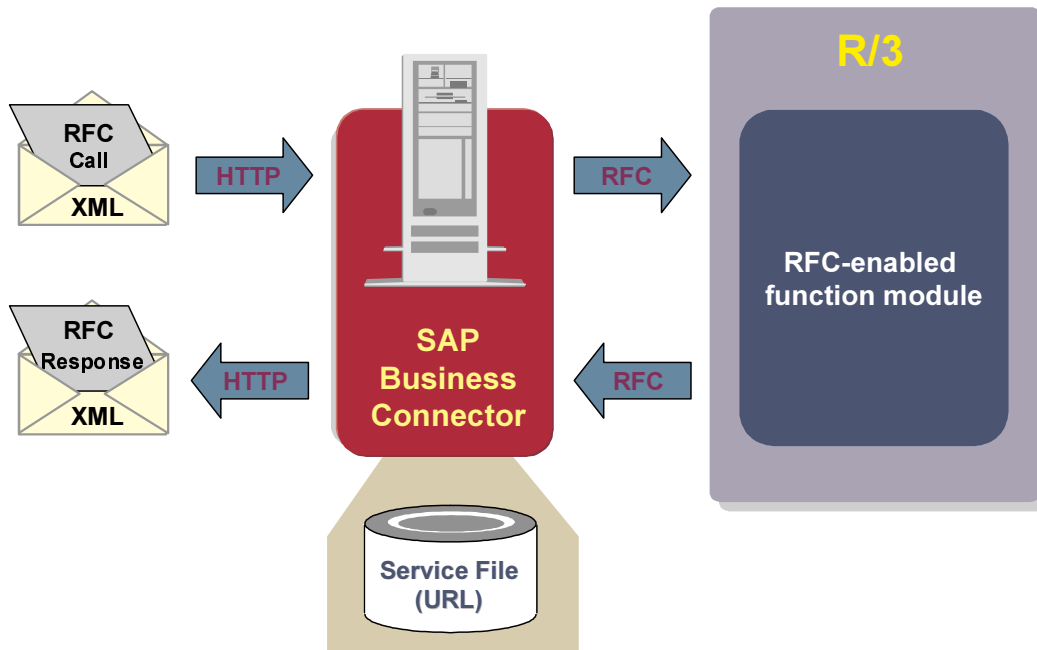 R/3
RFC
Call
XML
HTTP
RFC
RFC-enabled
function module
RFC
Response
XML
HTTP
SAP
Business
Connector
RFC
Service File
(URL)